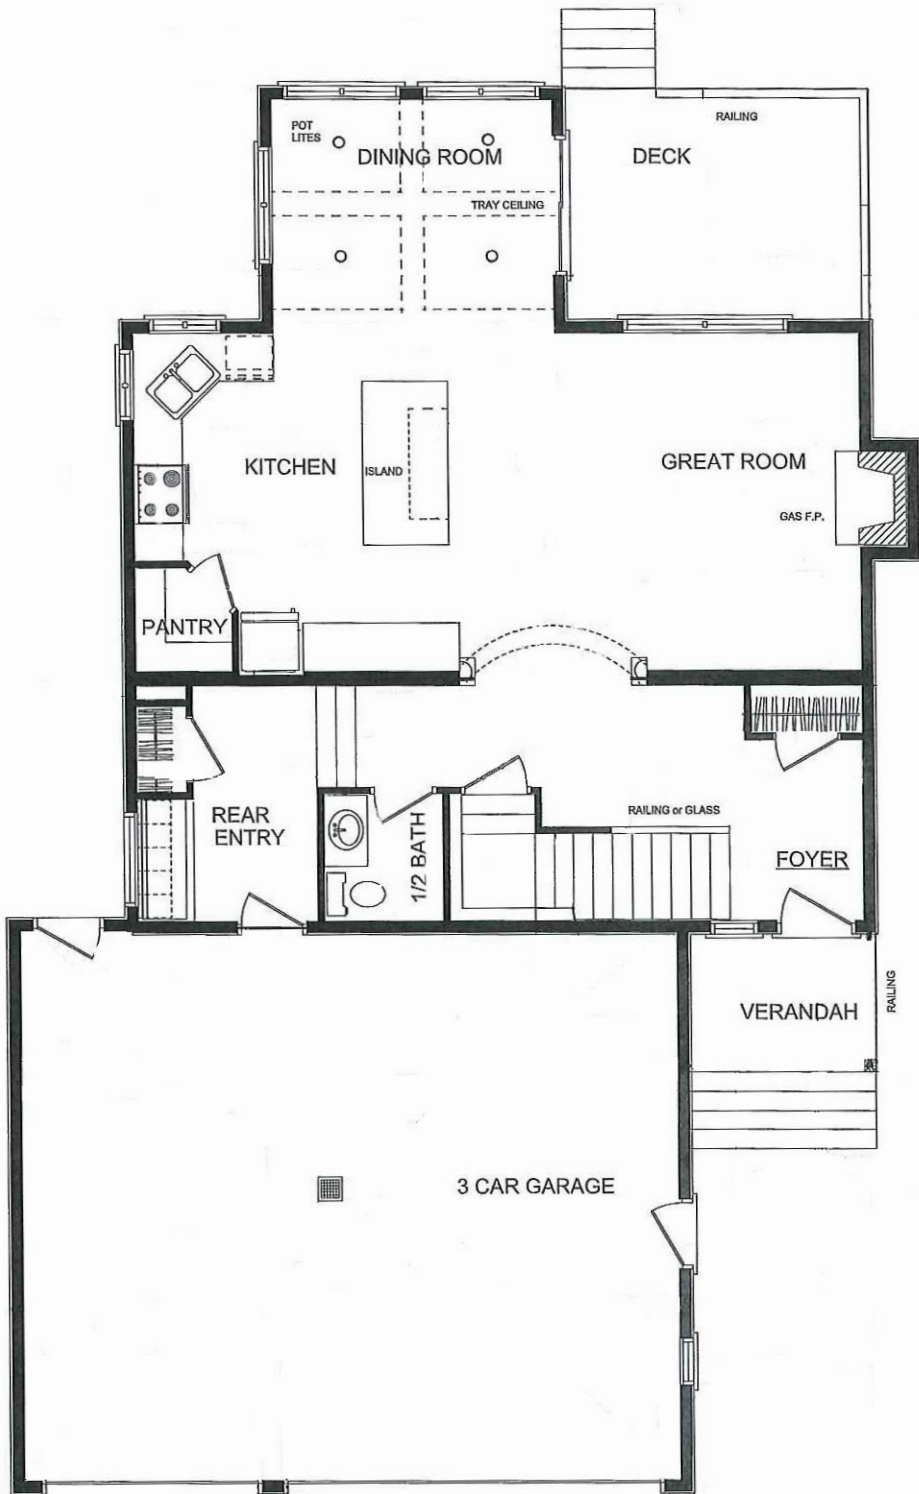 RAILING
POT
LITES
DINING ROOM
DECK
TRAY CEILING
KITCHEN
ISLAND
GREAT ROOM
GAS F.P.
PANTRY
REAR
ENTRY
1/2 BATH
RAILING or GLASS
FOYER
VERANDAH
RAILING
3 CAR GARAGE